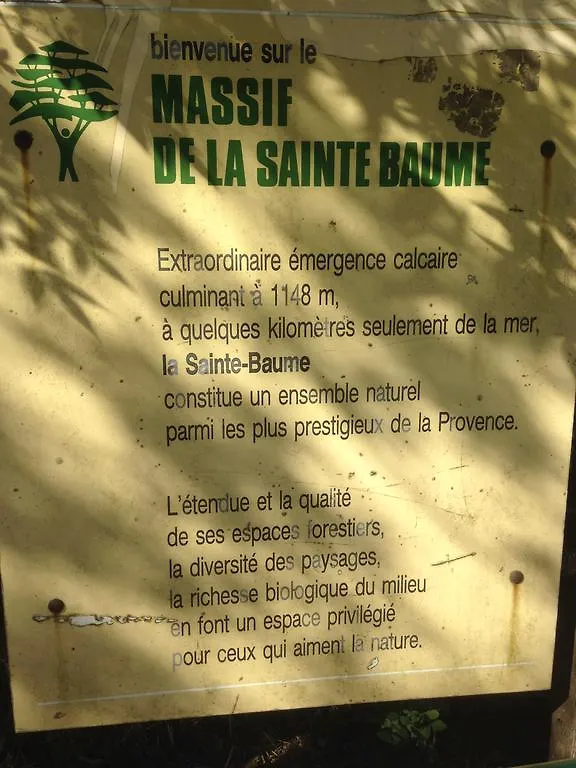 bienvenue sur le
MASSIF
DE LA SAINTE BAUME
Extraordinaire émergence calcaire
culminant à 1148 m,
à quelques kilomètres seulement de la mer,
la Sainte-Baume
constitue un ensemble naturel
parmi les plus prestigieux de la Provence.
L'étendue et la qualité
de ses espaces forestiers,
la diversité des paysages,
la richesse biologique du milieu
en font un espace privilégié
pour ceux qui aiment la nature.